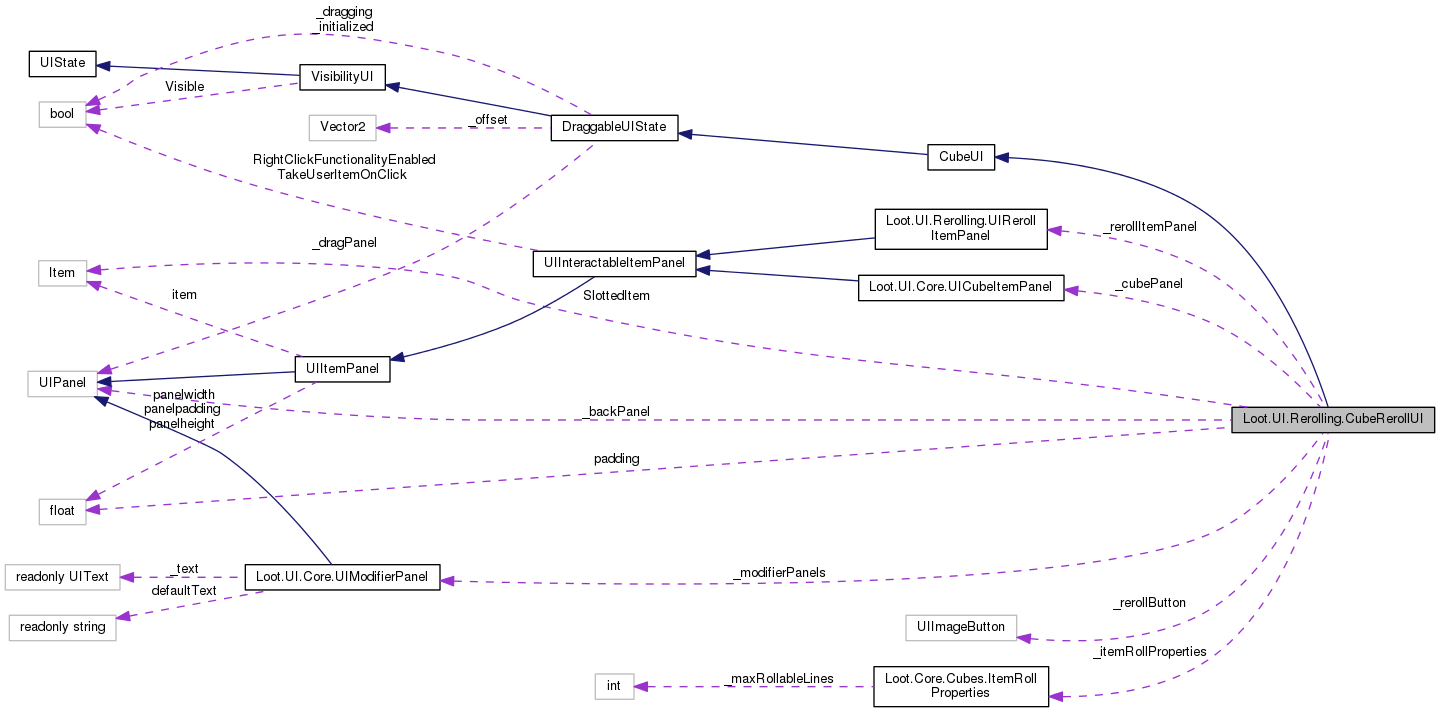 _dragging
_initialized
UIState
VisibilityUI
Visible
bool
Vector2
_offset
DraggableUIState
CubeUI
RightClickFunctionalityEnabled
TakeUserItemOnClick
Loot.UI.Rerolling.UIReroll
ItemPanel
_rerollItemPanel
_dragPanel
Item
UIInteractableItemPanel
Loot.UI.Core.UICubeItemPanel
_cubePanel
item
SlottedItem
UIItemPanel
UIPanel
panelwidth
panelpadding
panelheight
_backPanel
Loot.UI.Rerolling.CubeRerollUI
padding
float
readonly UIText
_text
Loot.UI.Core.UIModifierPanel
_modifierPanels
defaultText
readonly string
_rerollButton
UIImageButton
_itemRollProperties
int
_maxRollableLines
Loot.Core.Cubes.ItemRoll
Properties